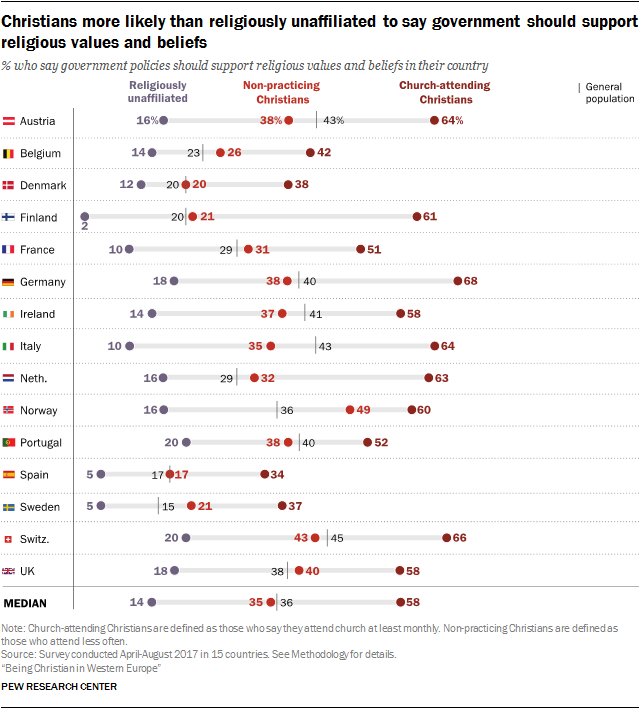 Christians more likely than religiously unaffiliated to say government should support
religious values and beliefs
% who say government policies should support religious values and beliefs in their country
Religiously unaffiliated
Non-practicing Christians
Church-attending Christians
General population
Austria 16% 38% 43% 64%
Belgium 14 23 26 42
Denmark 12 20 20 38
Finland 2 20 21 61
France 10 29 31 51
Germany 18 38 40 68
Ireland 14 37 41 58
Italy 10 35 43 64
Neth. 16 29 32 63
Norway 16 36 49 60
Portugal 20 38 40 52
Spain 5 17 17 34
Sweden 5 15 21 37
Switz. 20 43 45 66
UK 18 38 40 58
MEDIAN 14 35 36 58
Note: Church-attending Christians are defined as those who say they attend church at least monthly. Non-practicing Christians are defined as
those who attend less often.
Source: Survey conducted April-August 2017 in 15 countries. See Methodology for details.
"Being Christian in Western Europe"
PEW RESEARCH CENTER